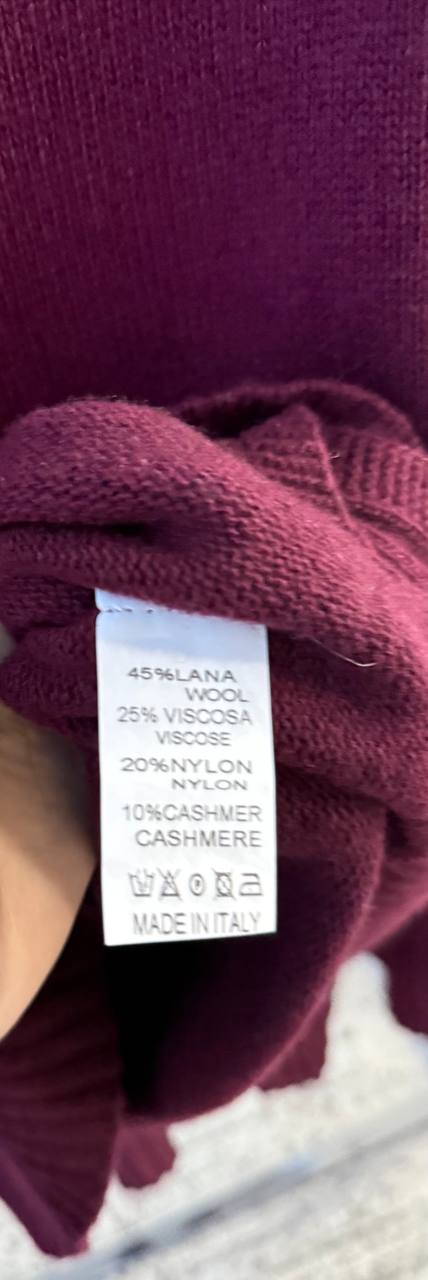 45%LANA
WOOL
25% VISCOSA
VISCOSE
20%NYLON
NYLON
10%CASHMER
CASHMERE
MADE IN ITALY